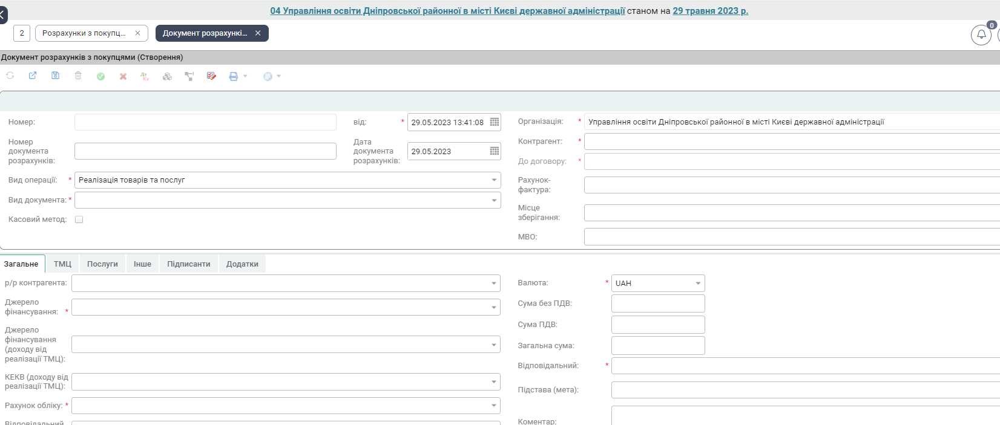 04 Управління освіти Дніпровської районної в місті Києві державної адміністрації станом на 29 травня 2023 р.
2
Розрахунки з покупц...
Документ розрахункі...
0
Документ розрахунків з покупцями (Створення)
Дт
Кт
Номер:
від: * 29.05.2023 13:41:08
Номер
документа
розрахунків:
Дата
документа
розрахунків:
29.05.2023
Вид операції: * Реалізація товарів та послуг
Вид документа: *
Касовий метод:
Організація: * Управління освіти Дніпровської районної в місті Києві державної адміністрації
Контрагент: *
До договору: *
Рахунок-
фактура:
Місце
зберігання:
МВО:
Загальне ТМЦ Послуги Інше Підписанти Додатки
р/р контрагента:
Джерело
фінансування: *
Джерело
фінансування
(доходу від
реалізації ТМЦ):
КЕКВ (доходу від
реалізації ТМЦ):
Рахунок обліку: *
Відповідальний
Валюта: * UAH
Сума без ПДВ:
Сума ПДВ:
Загальна сума:
Відповідальний: *
Підстава (мета):
Коментар: